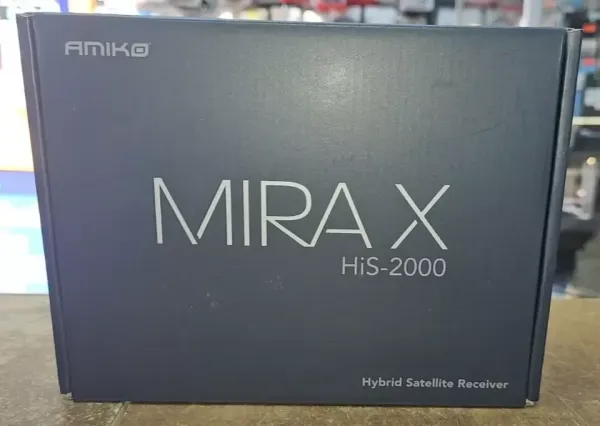 AMIKO
MIRA X
HiS-2000
Hybrid Satellite Receiver